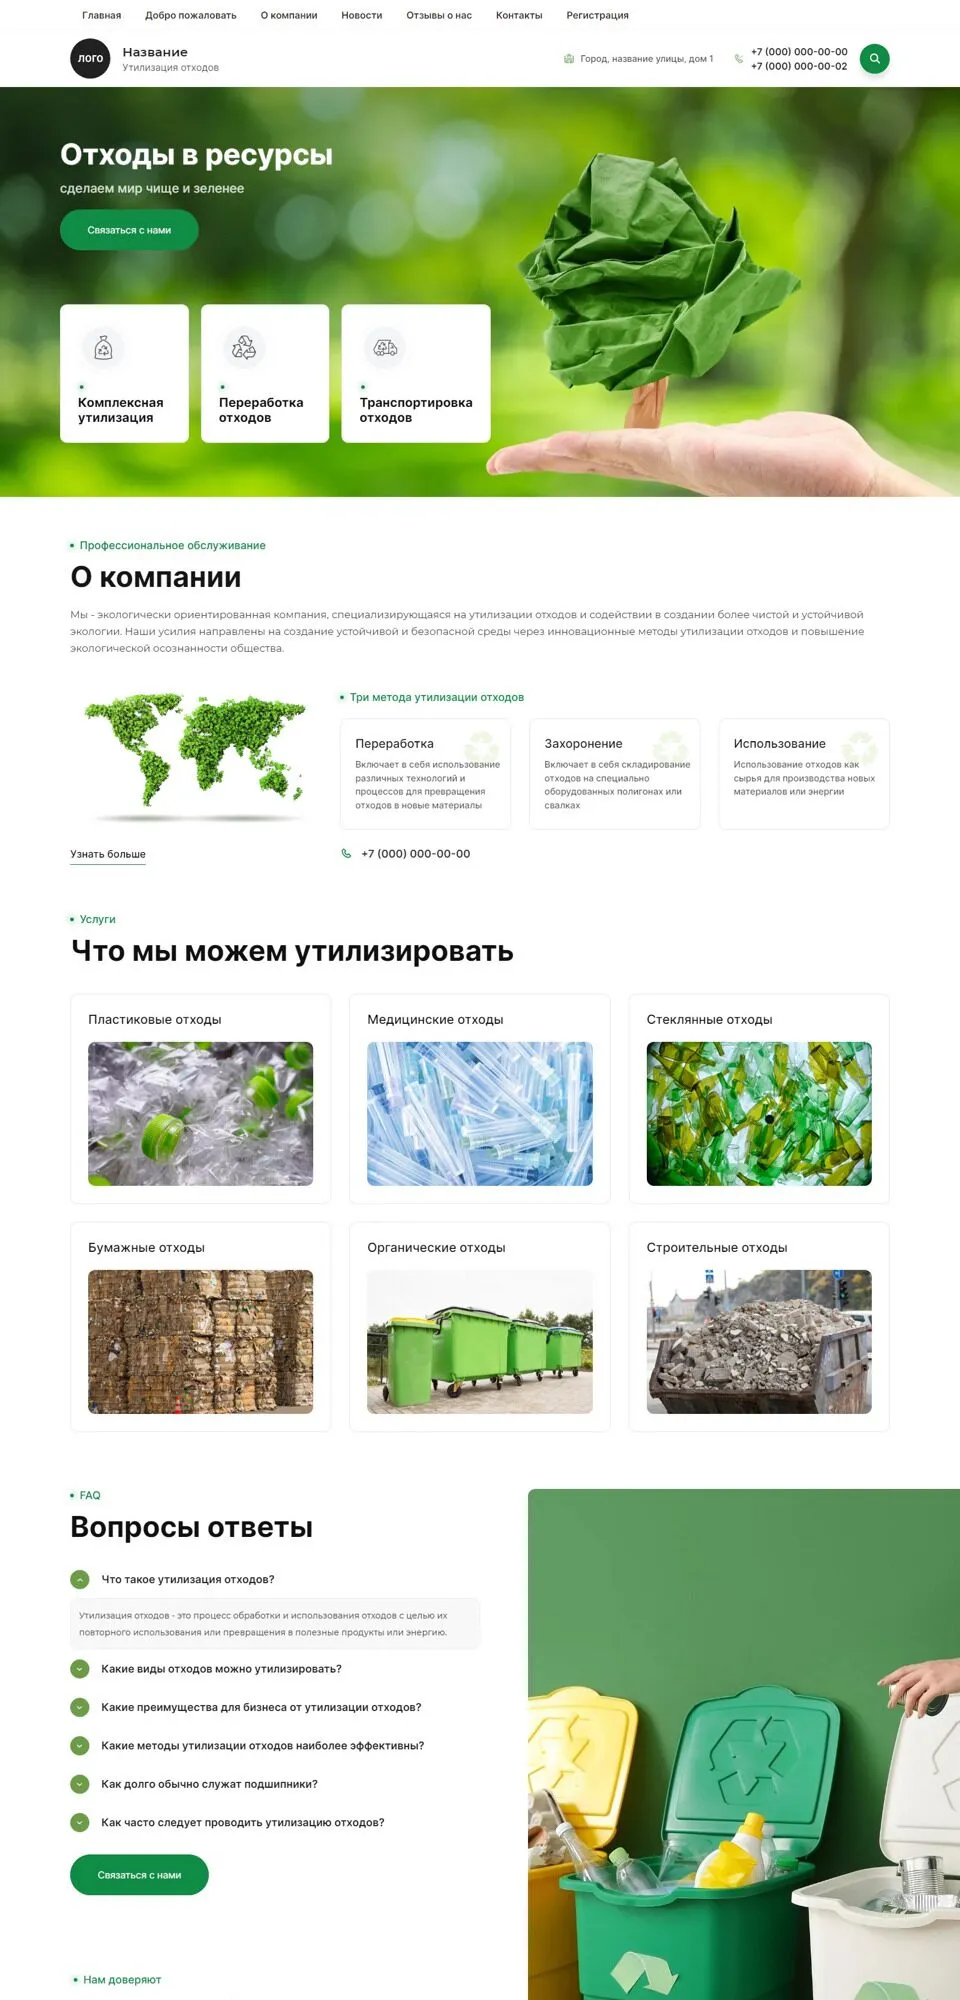 Главная Добро пожаловать О компании Новости Отзывы о нас Контакты Регистрация
ЛОГО
Название
Утилизация отходов
Город, название улицы, дом 1
+7 (000) 000-00-00
+7 (000) 000-00-02
Отходы в ресурсы
сделаем мир чище и зеленее
Связаться с нами
Комплексная
утилизация
Переработка
отходов
Транспортировка
отходов
Профессиональное обслуживание
О компании
Мы - экологически ориентированная компания, специализирующаяся на утилизации отходов и содействии в создании более чистой и устойчивой
экологии. Наши усилия направлены на создание устойчивой и безопасной среды через инновационные методы утилизации отходов и повышение
экологической осознанности общества.
Три метода утилизации отходов
Переработка
Включает в себя использование
различных технологий и
процессов для превращения
отходов в новые материалы
Захоронение
Включает в себя складирование
отходов на специально
оборудованных полигонах или
свалках
Использование
Использование отходов как
сырья для производства новых
материалов или энергии
Узнать больше
+7 (000) 000-00-00
Услуги
Что мы можем утилизировать
Пластиковые отходы
Медицинские отходы
Стеклянные отходы
Бумажные отходы
Органические отходы
Строительные отходы
FAQ
Вопросы ответы
Что такое утилизация отходов?
Утилизация отходов - это процесс обработки и использования отходов с целью их
повторного использования или превращения в полезные продукты или энергию.
Какие виды отходов можно утилизировать?
Какие преимущества для бизнеса от утилизации отходов?
Какие методы утилизации отходов наиболее эффективны?
Как долго обычно служат подшипники?
Как часто следует проводить утилизацию отходов?
Связаться с нами
Нам доверяют